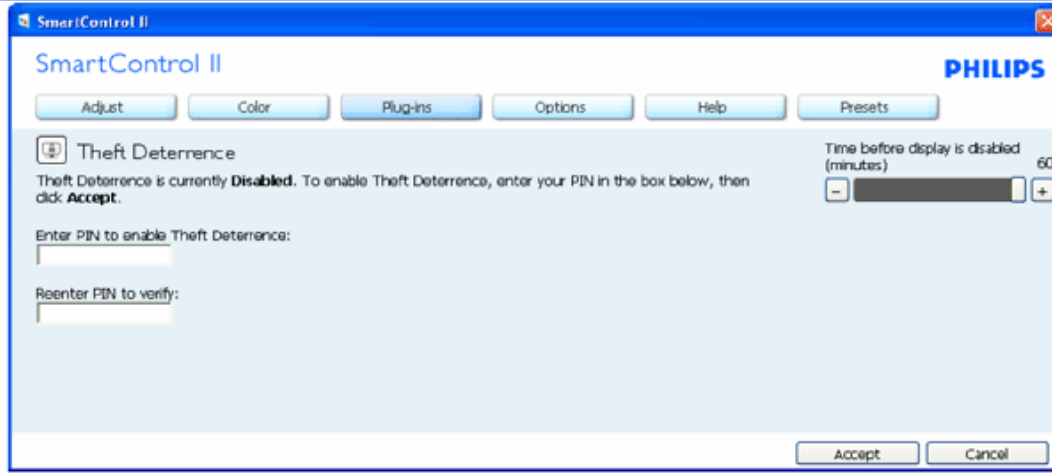 SmartControl II
SmartControl II
PHILIPS
Adjust Color Plug-ins Options Help Presets
Theft Deterrence
Theft Deterrence is currently Disabled. To enable Theft Deterrence, enter your PIN in the box below, then
click Accept.
Time before display is disabled
(minutes) 60
- +
Enter PIN to enable Theft Deterrence:
Reenter PIN to verify:
Accept Cancel